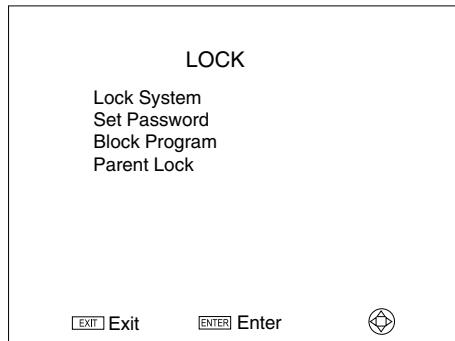 LOCK
Lock System
Set Password
Block Program
Parent Lock
EXIT Exit ENTER Enter